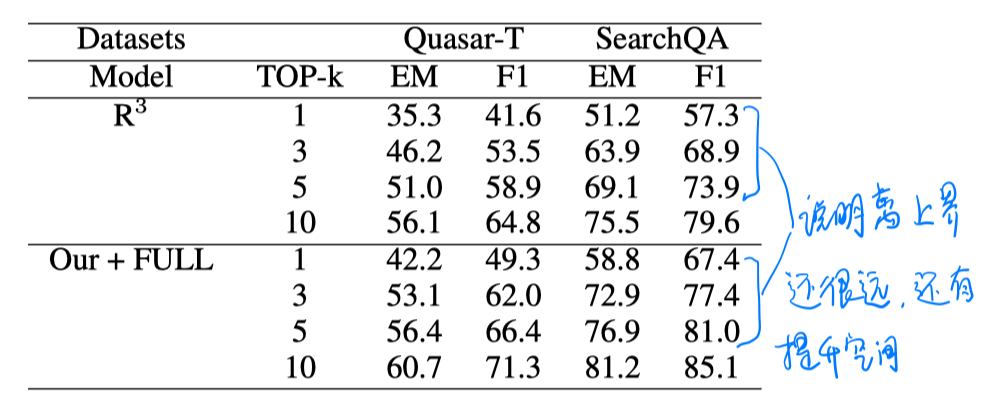 Datasets Quasar-T SearchQA
Model TOP-k EM F1 EM F1
R³ 1 35.3 41.6 51.2 57.3
3 46.2 53.5 63.9 68.9
5 51.0 58.9 69.1 73.9
10 56.1 64.8 75.5 79.6
Our + FULL 1 42.2 49.3 58.8 67.4
3 53.1 62.0 72.9 77.4
5 56.4 66.4 76.9 81.0
10 60.7 71.3 81.2 85.1
说明离上界
还很远,还有
提升空间